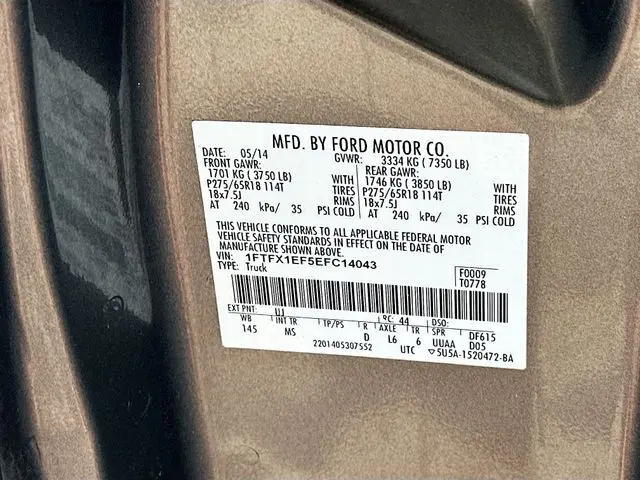 MFD. BY FORD MOTOR CO.
DATE: 05/14 GVWR: 3334 KG ( 7350 LB)
FRONT GAWR: REAR GAWR:
1701 KG ( 3750 LB) WITH 1746 KG ( 3850 LB) WITH
P275/65R18 114T TIRES P275/65R18 114T TIRES
18x7.5J RIMS 18x7.5J RIMS
AT 240 kPa/ 35 PSI COLD AT 240 kPa/ 35 PSI COLD
THIS VEHICLE CONFORMS TO ALL APPLICABLE FEDERAL MOTOR
VEHICLE SAFETY STANDARDS IN EFFECT ON THE DATE OF
MANUFACTURE SHOWN ABOVE.
VIN: 1FTFX1EF5EFC14043 F0009
TYPE: Truck T0778
EXT PNT: UJ RC: 44 DSO: DF615
WB INT TR TP/PS R AXLE TR SPR D05
145 MS D L6 6 UUAA
2201405307552 UTC ▽5U5A-1520472-BA